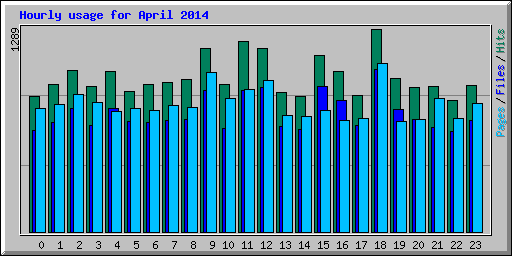 Hourly usage for April 2014
1289
Pages / Files / Hits
0 1 2 3 4 5 6 7 8 9 10 11 12 13 14 15 16 17 18 19 20 21 22 23